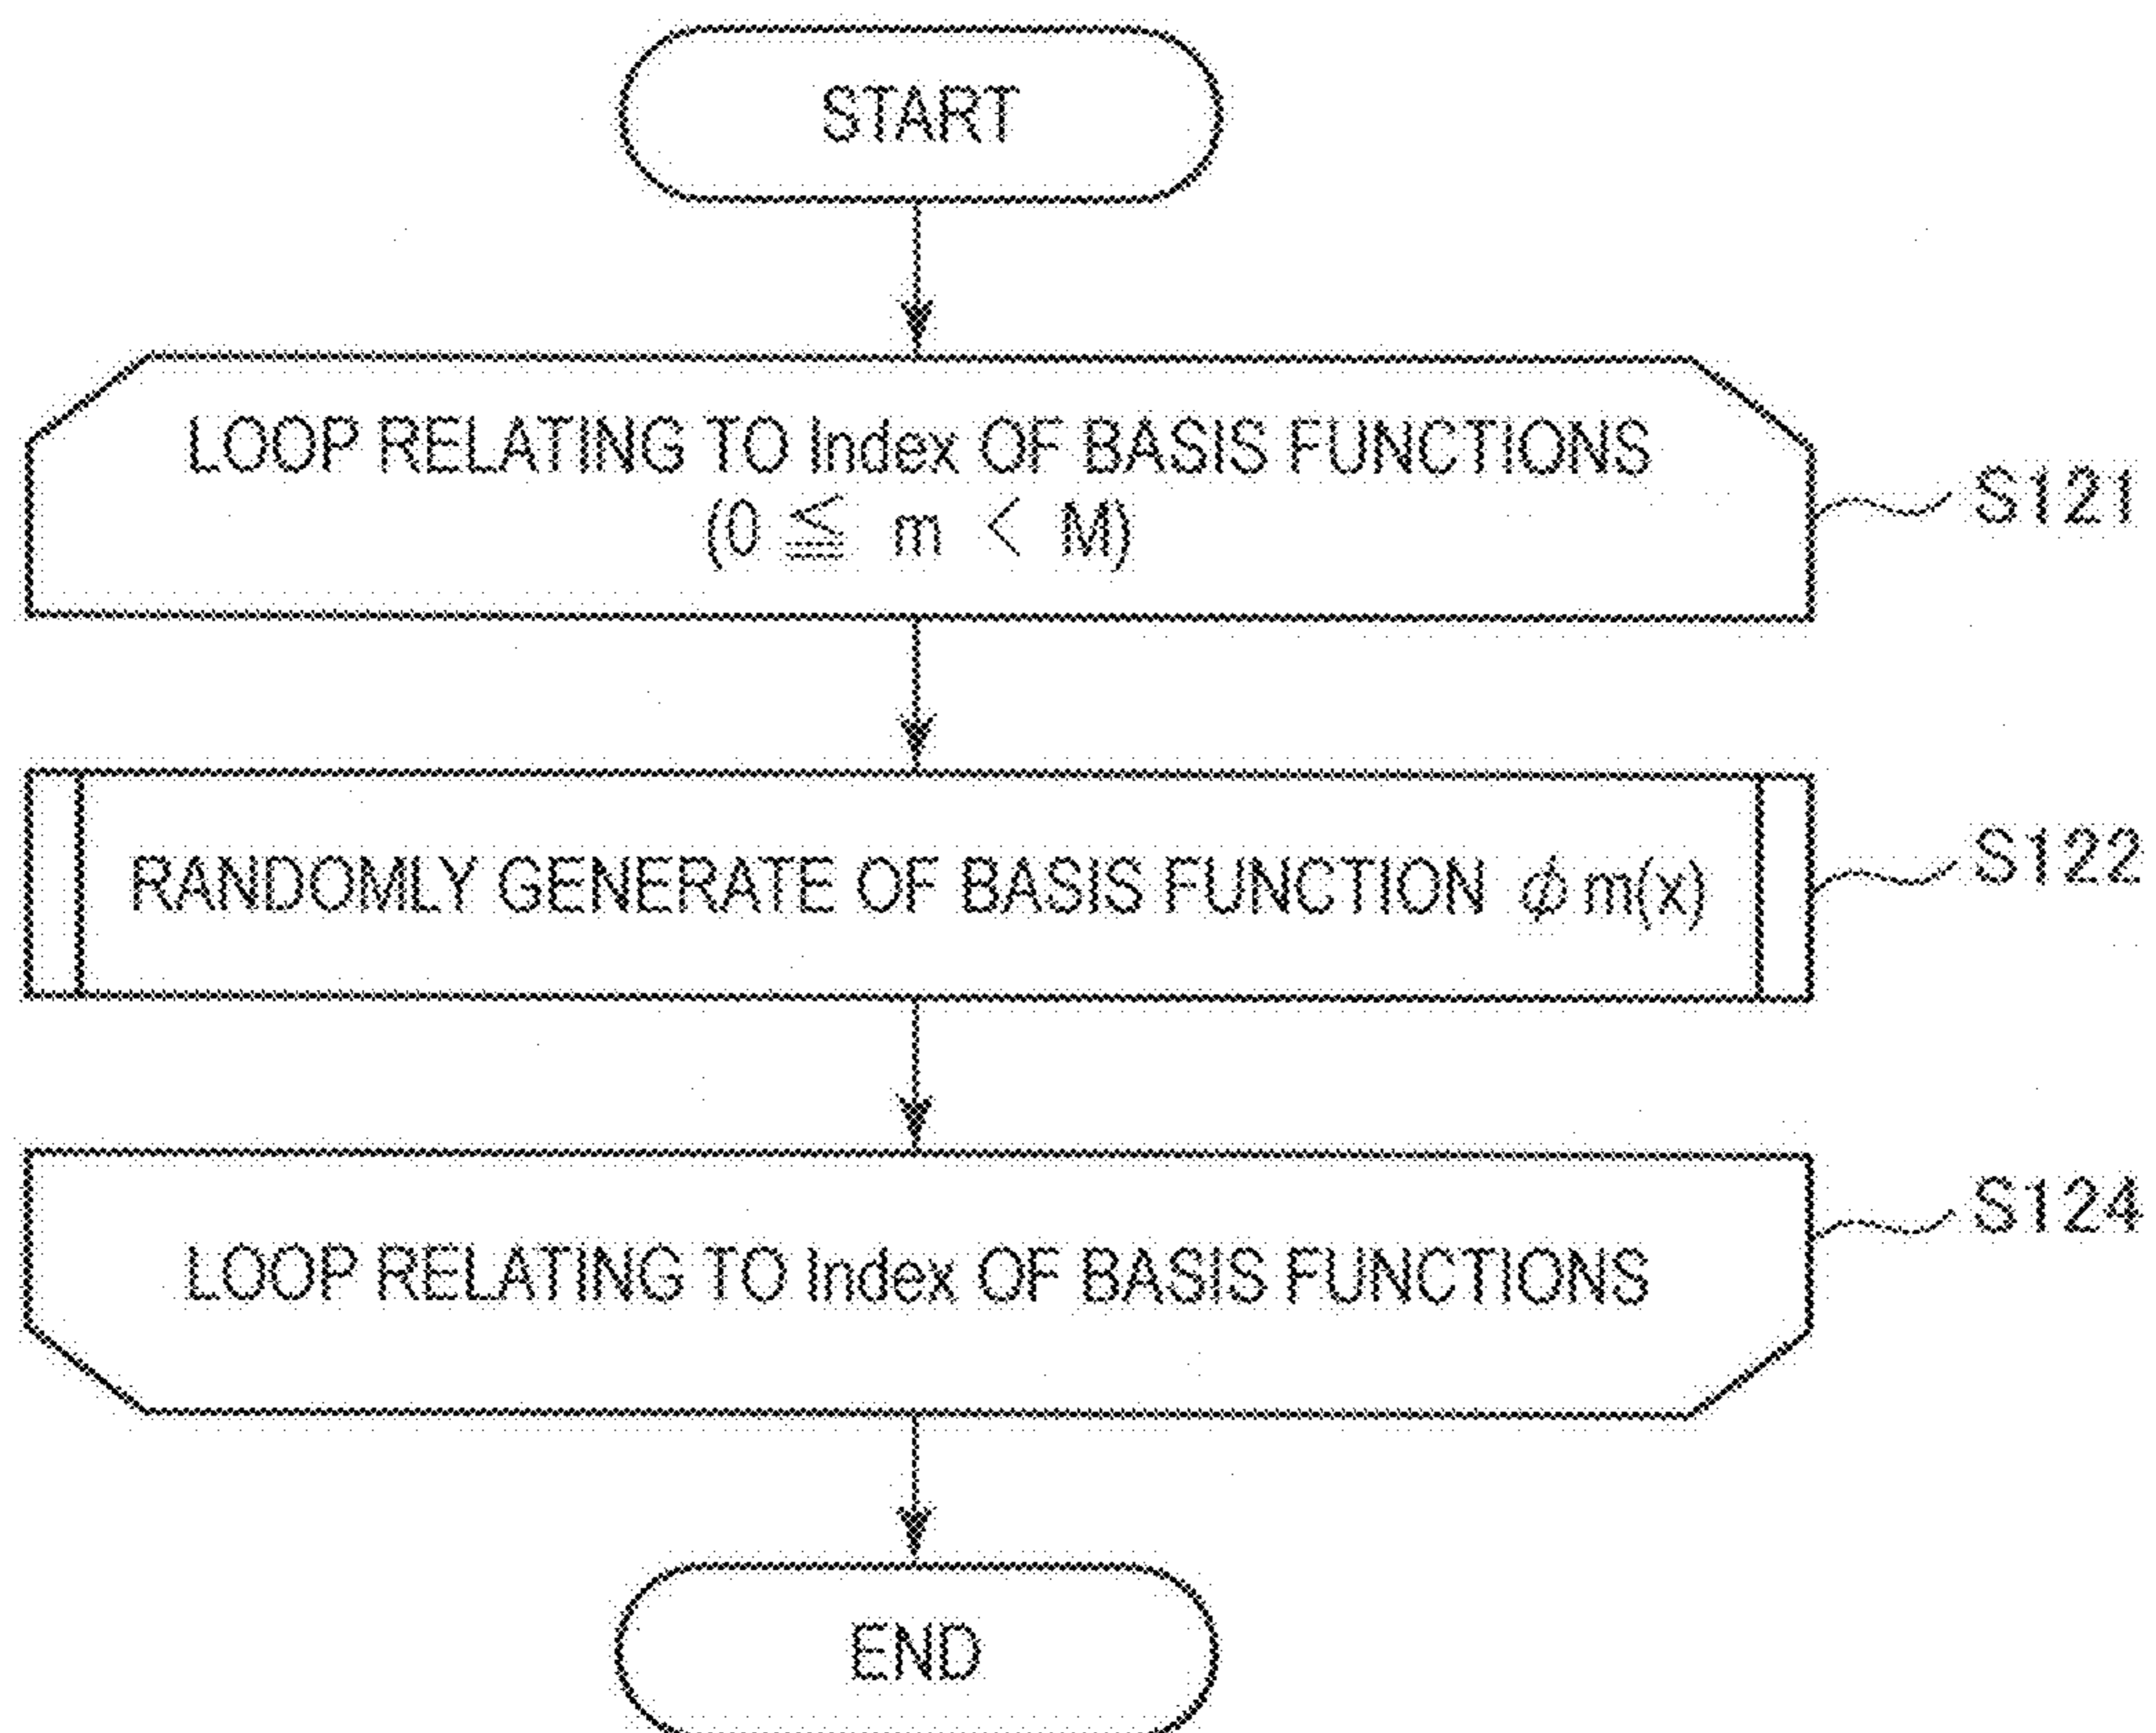 START
LOOP RELATING TO Index OF BASIS FUNCTIONS
(0 ≦ m < M)
S121
RANDOMLY GENERATE OF BASIS FUNCTION φm(x)
S122
LOOP RELATING TO Index OF BASIS FUNCTIONS
S124
END